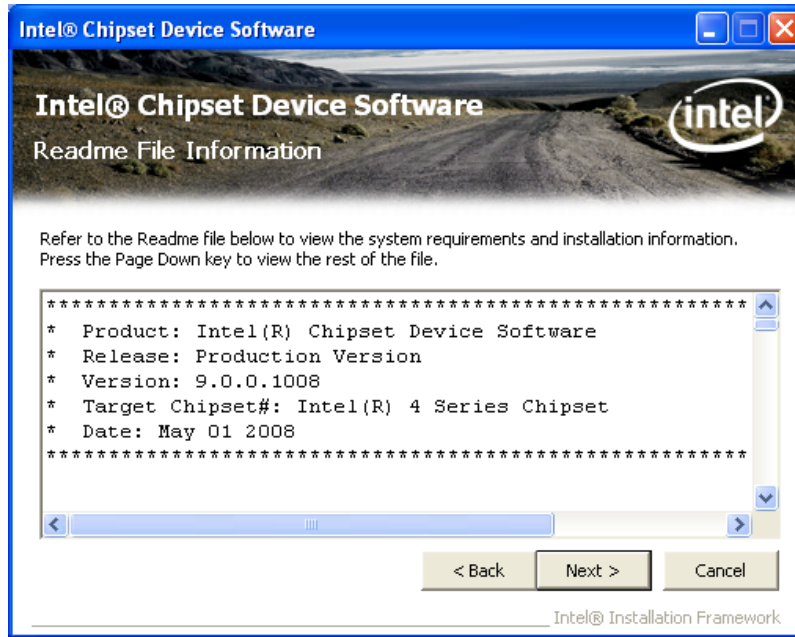 Intel® Chipset Device Software
Intel® Chipset Device Software
intel
Readme File Information
Refer to the Readme file below to view the system requirements and installation information.
Press the Page Down key to view the rest of the file.
********************************************************
*  Product: Intel(R) Chipset Device Software
*  Release: Production Version
*  Version: 9.0.0.1008
*  Target Chipset#: Intel(R) 4 Series Chipset
*  Date: May 01 2008
********************************************************
< Back
Next >
Cancel
Intel® Installation Framework